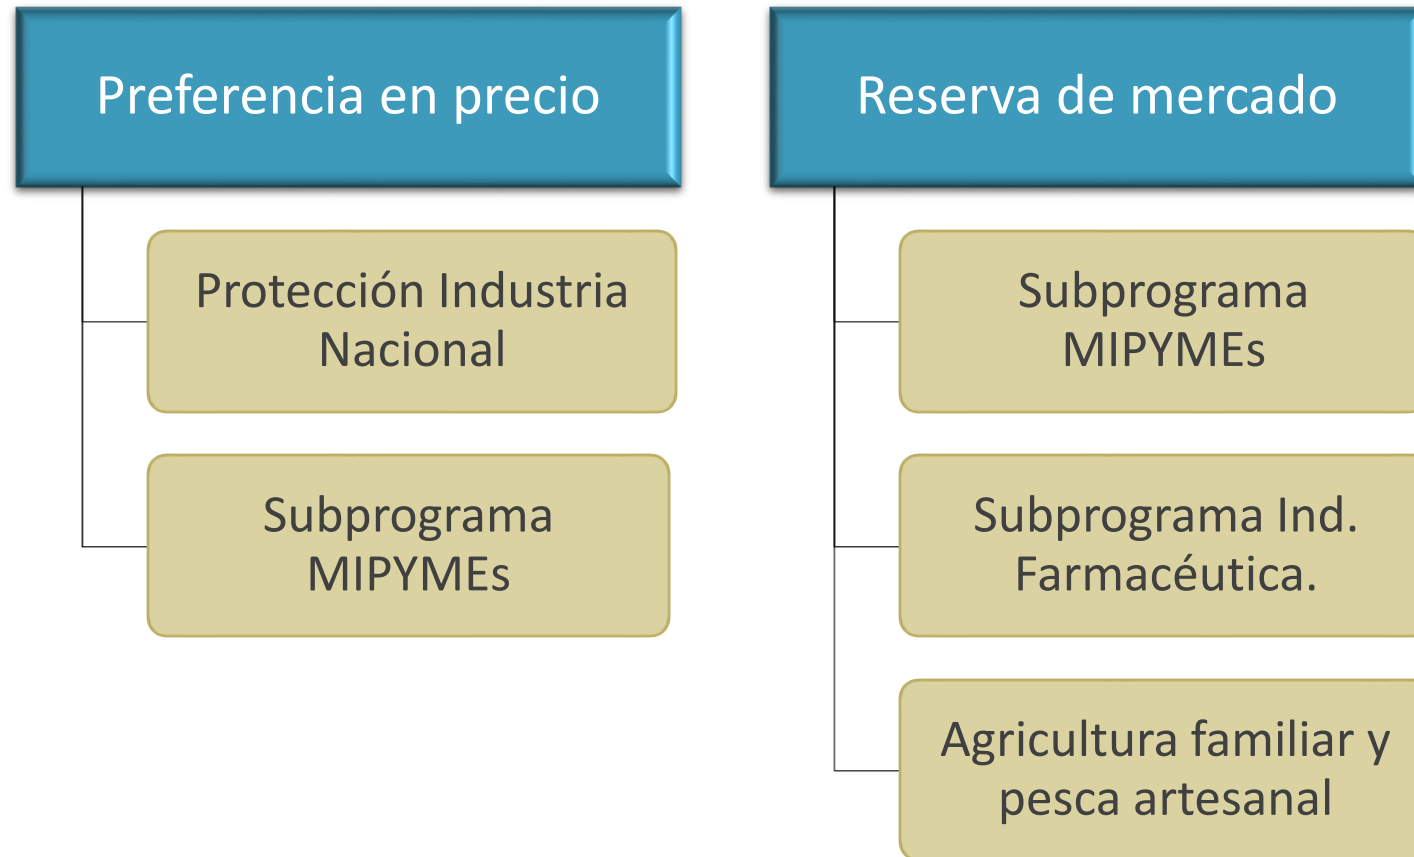 Preferencia en precio
Protección Industria
Nacional
Subprograma
MIPYMEs
Reserva de mercado
Subprograma
MIPYMEs
Subprograma Ind.
Farmacéutica.
Agricultura familiar y
pesca artesanal